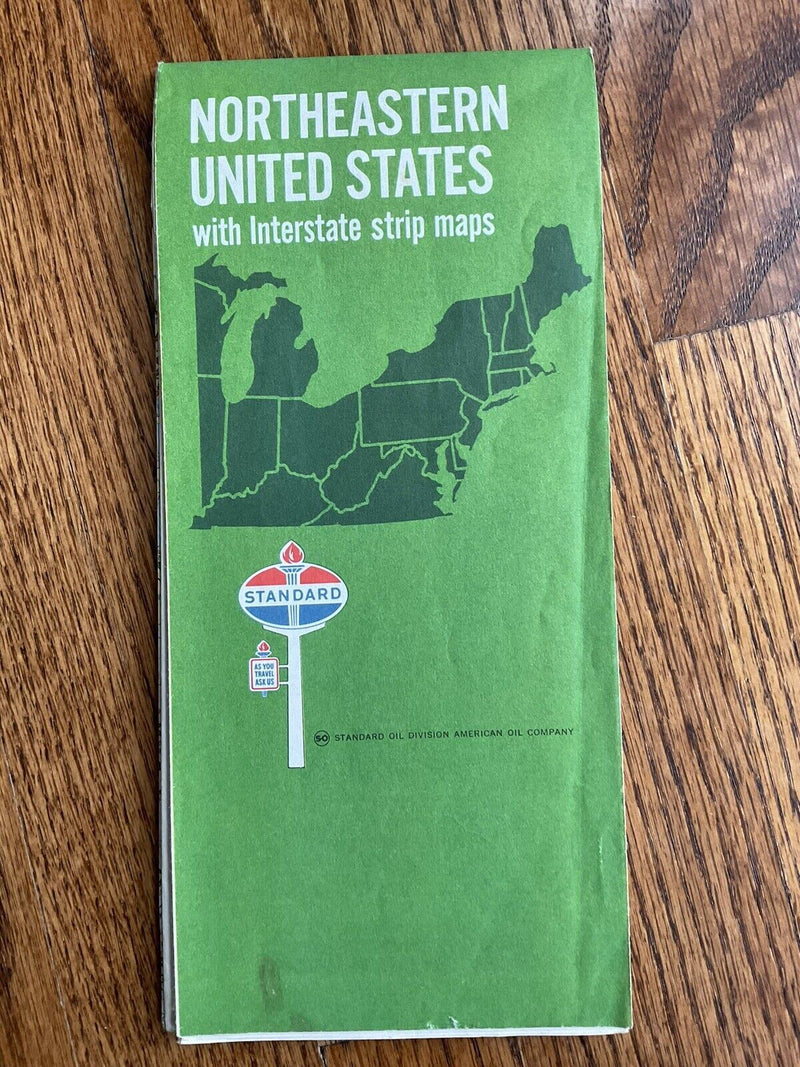 NORTHEASTERN
UNITED STATES
with Interstate strip maps
STANDARD
AS YOU
TRAVEL
ASK US
SO STANDARD OIL DIVISION AMERICAN OIL COMPANY